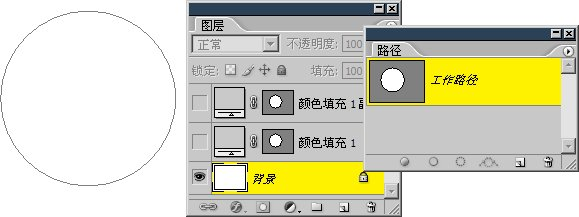 图层
正常
不透明度: 100
锁定:
填充: 100
颜色填充 1
颜色填充 1
背景
路径
工作路径